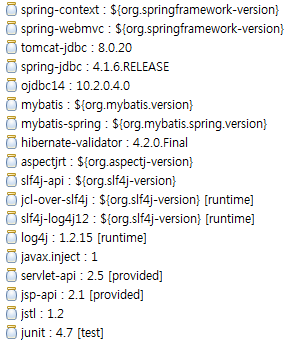 spring-context : ${org.springframework-version}
spring-webmvc : ${org.springframework-version}
tomcat-jdbc : 8.0.20
spring-jdbc : 4.1.6.RELEASE
ojdbc14 : 10.2.0.4.0
mybatis : ${org.mybatis.version}
mybatis-spring : ${org.mybatis.spring.version}
hibernate-validator : 4.2.0.Final
aspectjrt : ${org.aspectj-version}
slf4j-api : ${org.slf4j-version}
jcl-over-slf4j : ${org.slf4j-version} [runtime]
slf4j-log4j12 : ${org.slf4j-version} [runtime]
log4j : 1.2.15 [runtime]
javax.inject : 1
servlet-api : 2.5 [provided]
jsp-api : 2.1 [provided]
jstl : 1.2
junit : 4.7 [test]